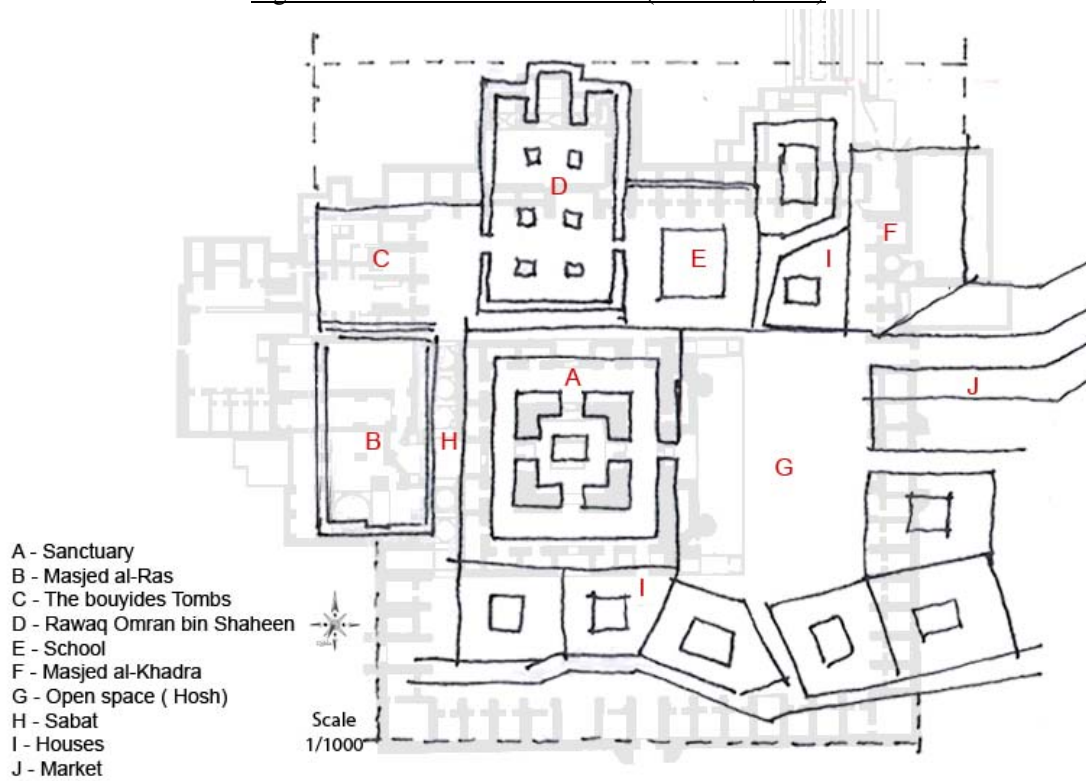 D
C
E
I
F
A
J
B
H
G
I
A - Sanctuary
B - Masjed al-Ras
C - The bouyides Tombs
D - Rawaq Omran bin Shaheen
E - School
F - Masjed al-Khadra
G - Open space ( Hosh)
H - Sabat
I - Houses
J - Market
Scale
1/1000